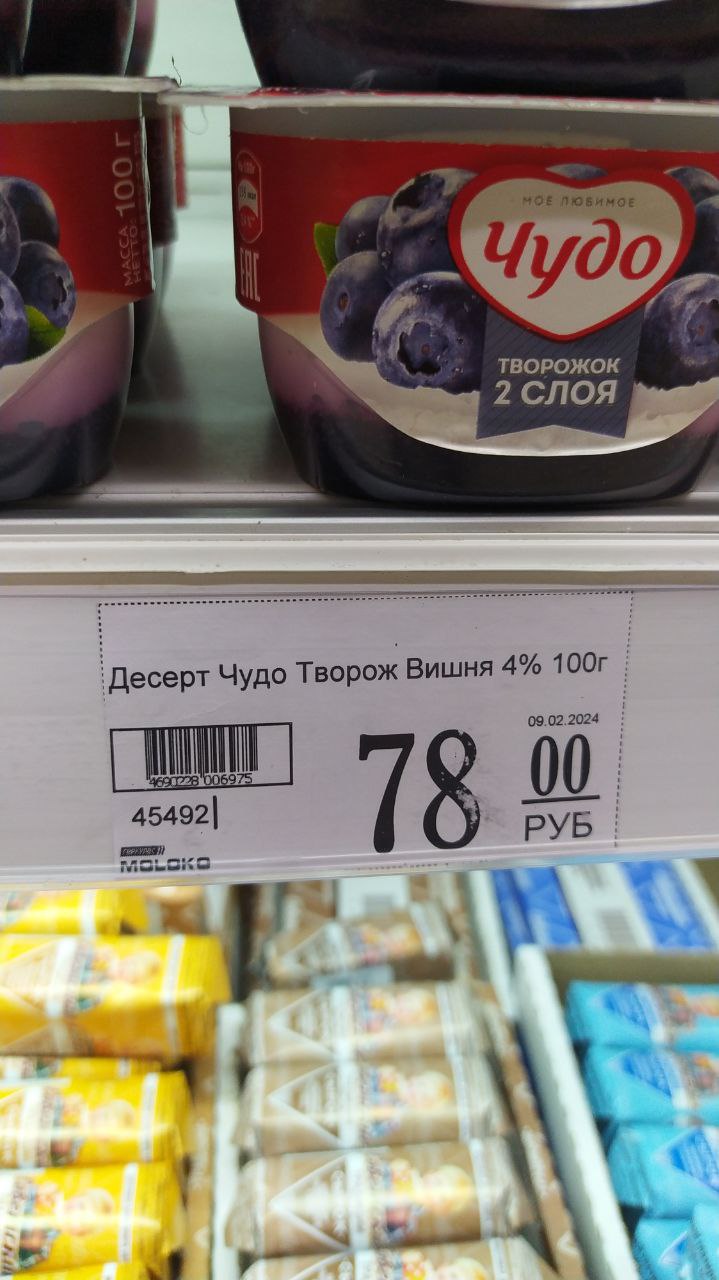 МАССА
НЕТТО:
100 г
ЕАС
МОЕ ЛЮБИМОЕ
Чудо
ТВОРОЖОК
2 СЛОЯ
Десерт Чудо Творож Вишня 4% 100г
09.02.2024
4690228 006975
78
00
РУБ
45492
MOLOKO